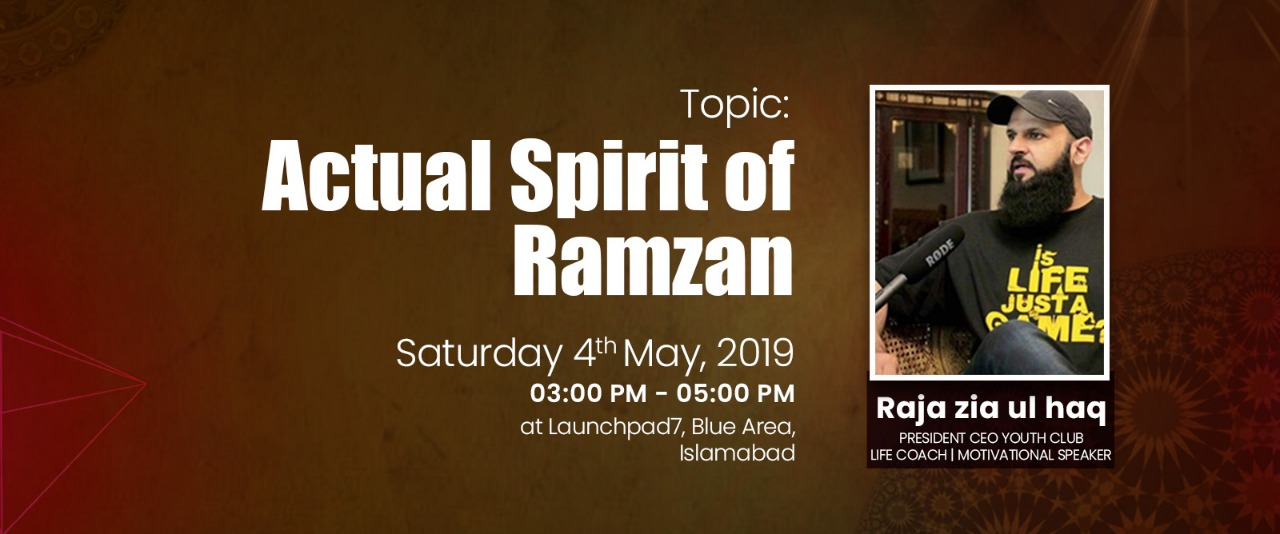 Topic:
Actual Spirit of
Ramzan
Saturday 4th May, 2019
03:00 PM - 05:00 PM
at Launchpad7, Blue Area,
Islamabad
RØDE
is
LIFE
JUST A
GAME?
Raja zia ul haq
PRESIDENT CEO YOUTH CLUB
LIFE COACH | MOTIVATIONAL SPEAKER